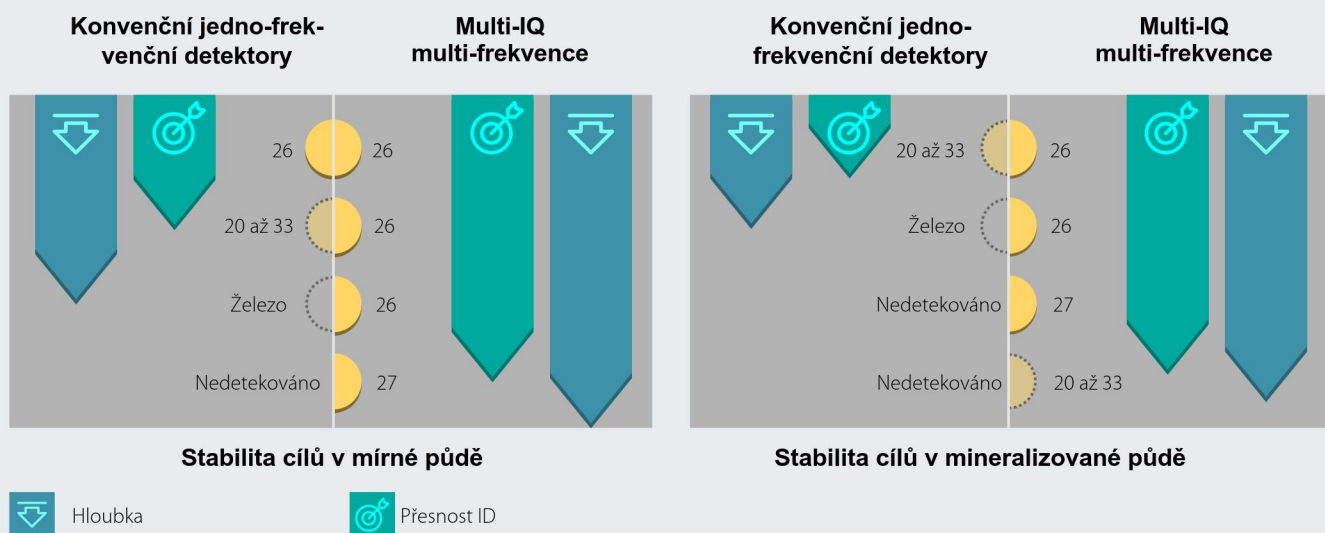 Konvenční jedno-frek-
venční detektory
Multi-IQ
multi-frekvence
26
26
20 až 33
26
Železo
26
Nedetekováno
27
Stabilita cílů v mírné půdě
Konvenční jedno-
frekvenční detektory
Multi-IQ
multi-frekvence
20 až 33
26
Železo
26
Nedetekováno
27
Nedetekováno
20 až 33
Stabilita cílů v mineralizované půdě
Hloubka
Přesnost ID